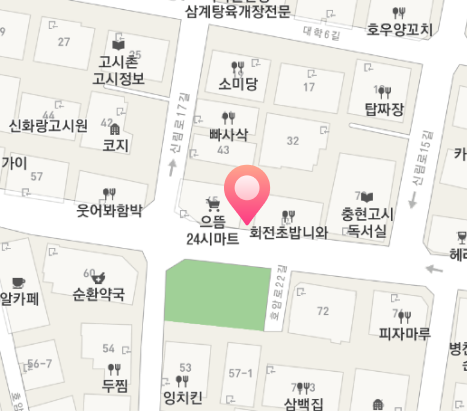 삼계탕육개장전문
호우양꼬치
대학6길
27
25
고시촌
고시정보
소미당
17
탑짜장
신림로17길
신림로15길
44
신화랑고시원
42
코지
빠사삭
43
32
가이
57
웃어봐함박
으뜸
24시마트
회전초밥니와
충현고시
독서실
헤
60
알카페
순환약국
호암로22길
72
피자마루
54
56-7
두찜
53
57-1
잉치킨
삼백집
병천